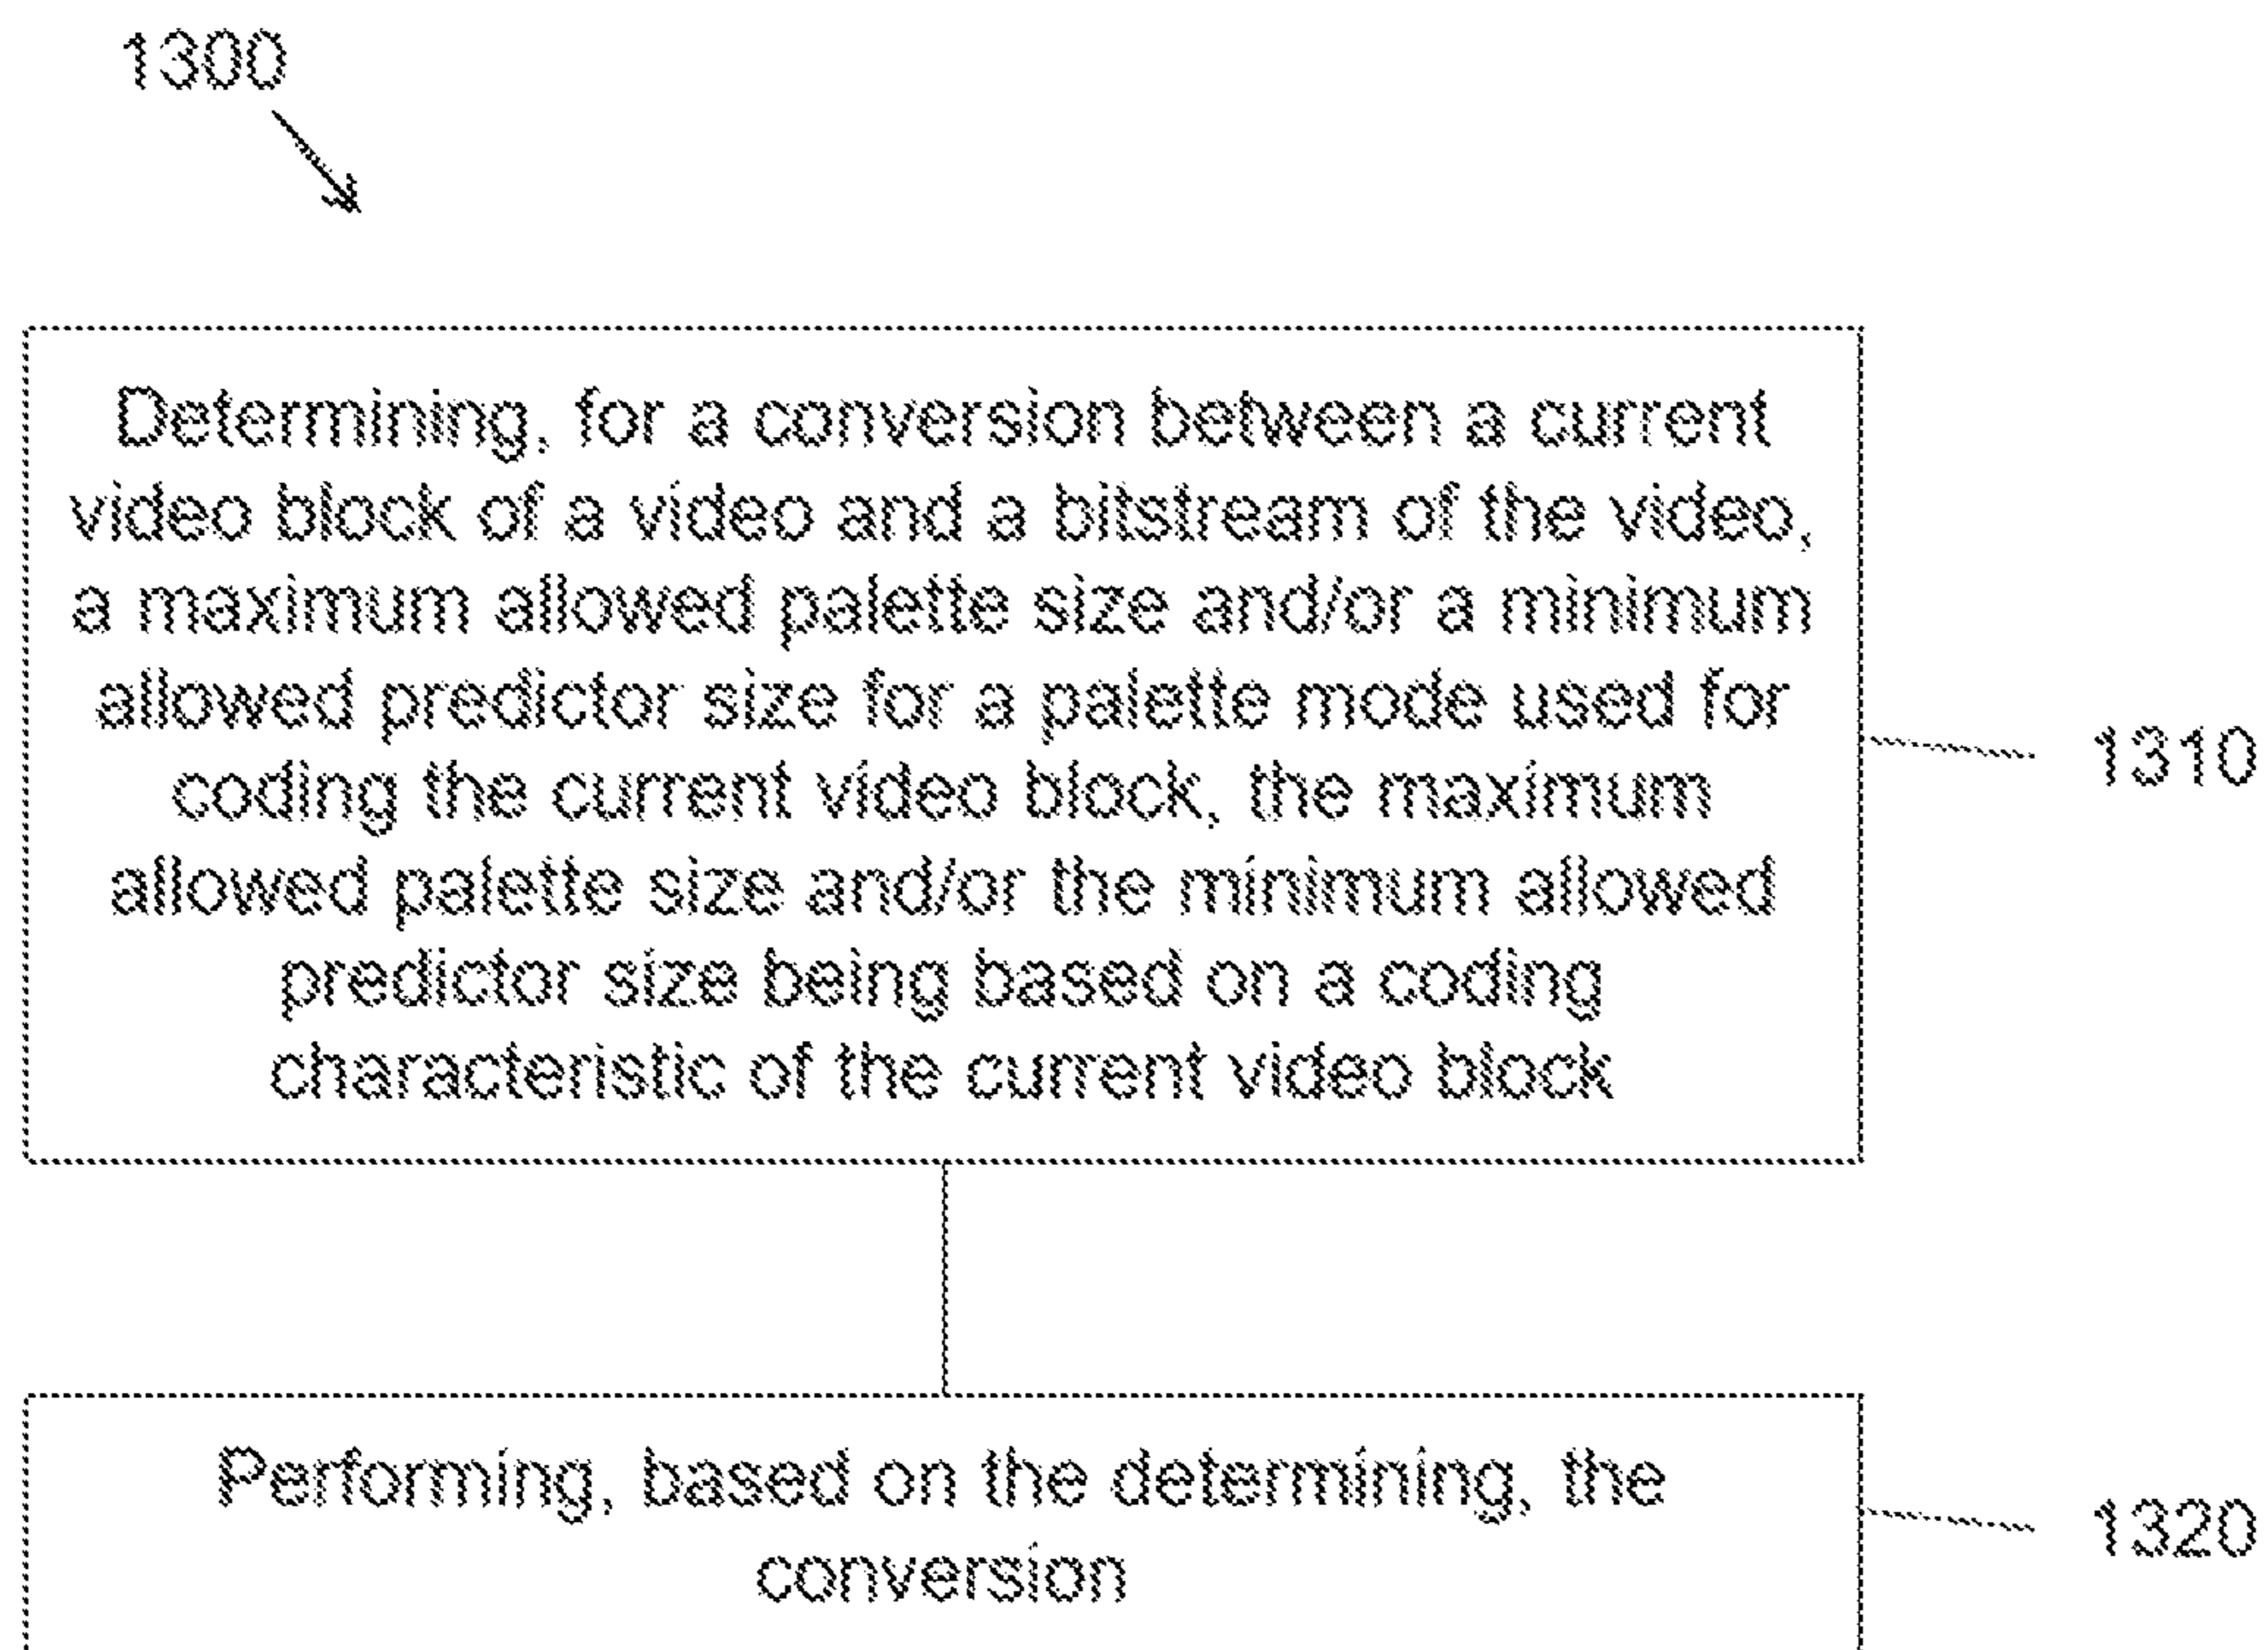 1300
Determining, for a conversion between a current
video block of a video and a bitstream of the video,
a maximum allowed palette size and/or a minimum
allowed predictor size for a palette mode used for
coding the current video block, the maximum
allowed palette size and/or the minimum allowed
predictor size being based on a coding
characteristic of the current video block
1310
Performing, based on the determining, the
conversion
1320